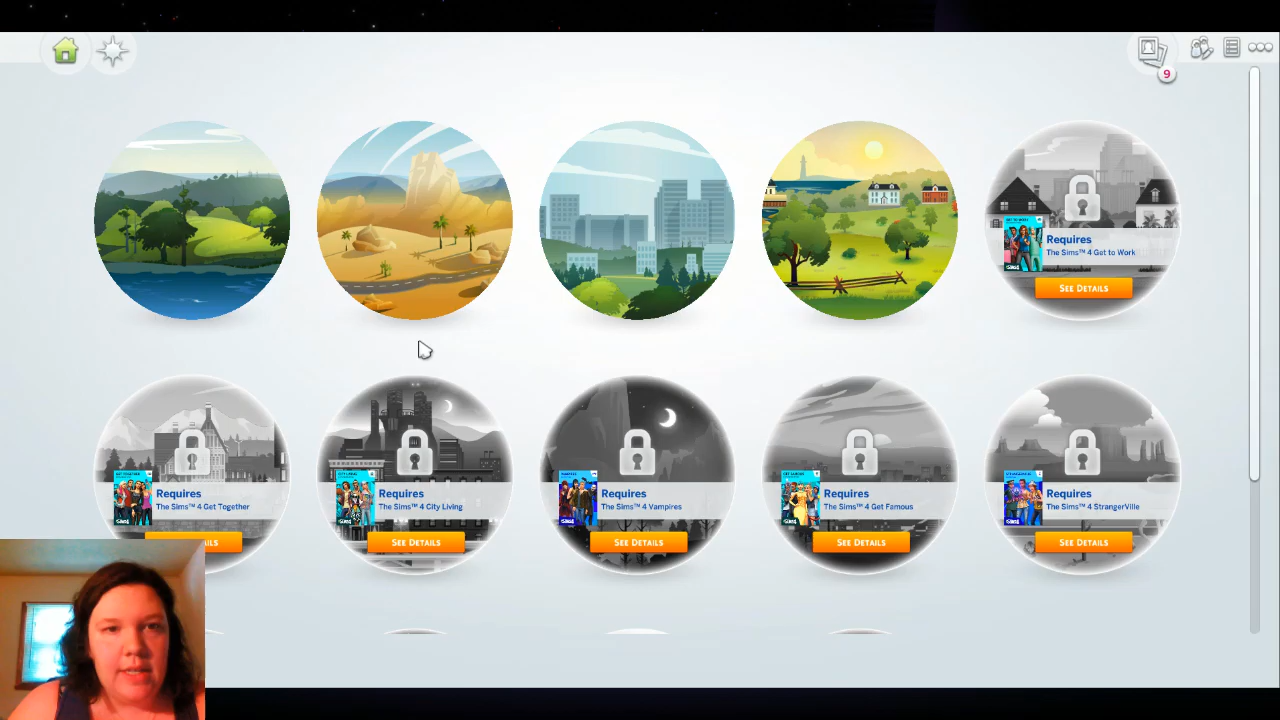 9
Requires
The Sims™ 4 Get to Work
SEE DETAILS
Requires
The Sims™ 4 Get Together
Requires
The Sims™ 4 City Living
SEE DETAILS
Requires
The Sims™ 4 Vampires
SEE DETAILS
Requires
The Sims™ 4 Get Famous
SEE DETAILS
Requires
The Sims™ 4 StrangerVille
SEE DETAILS